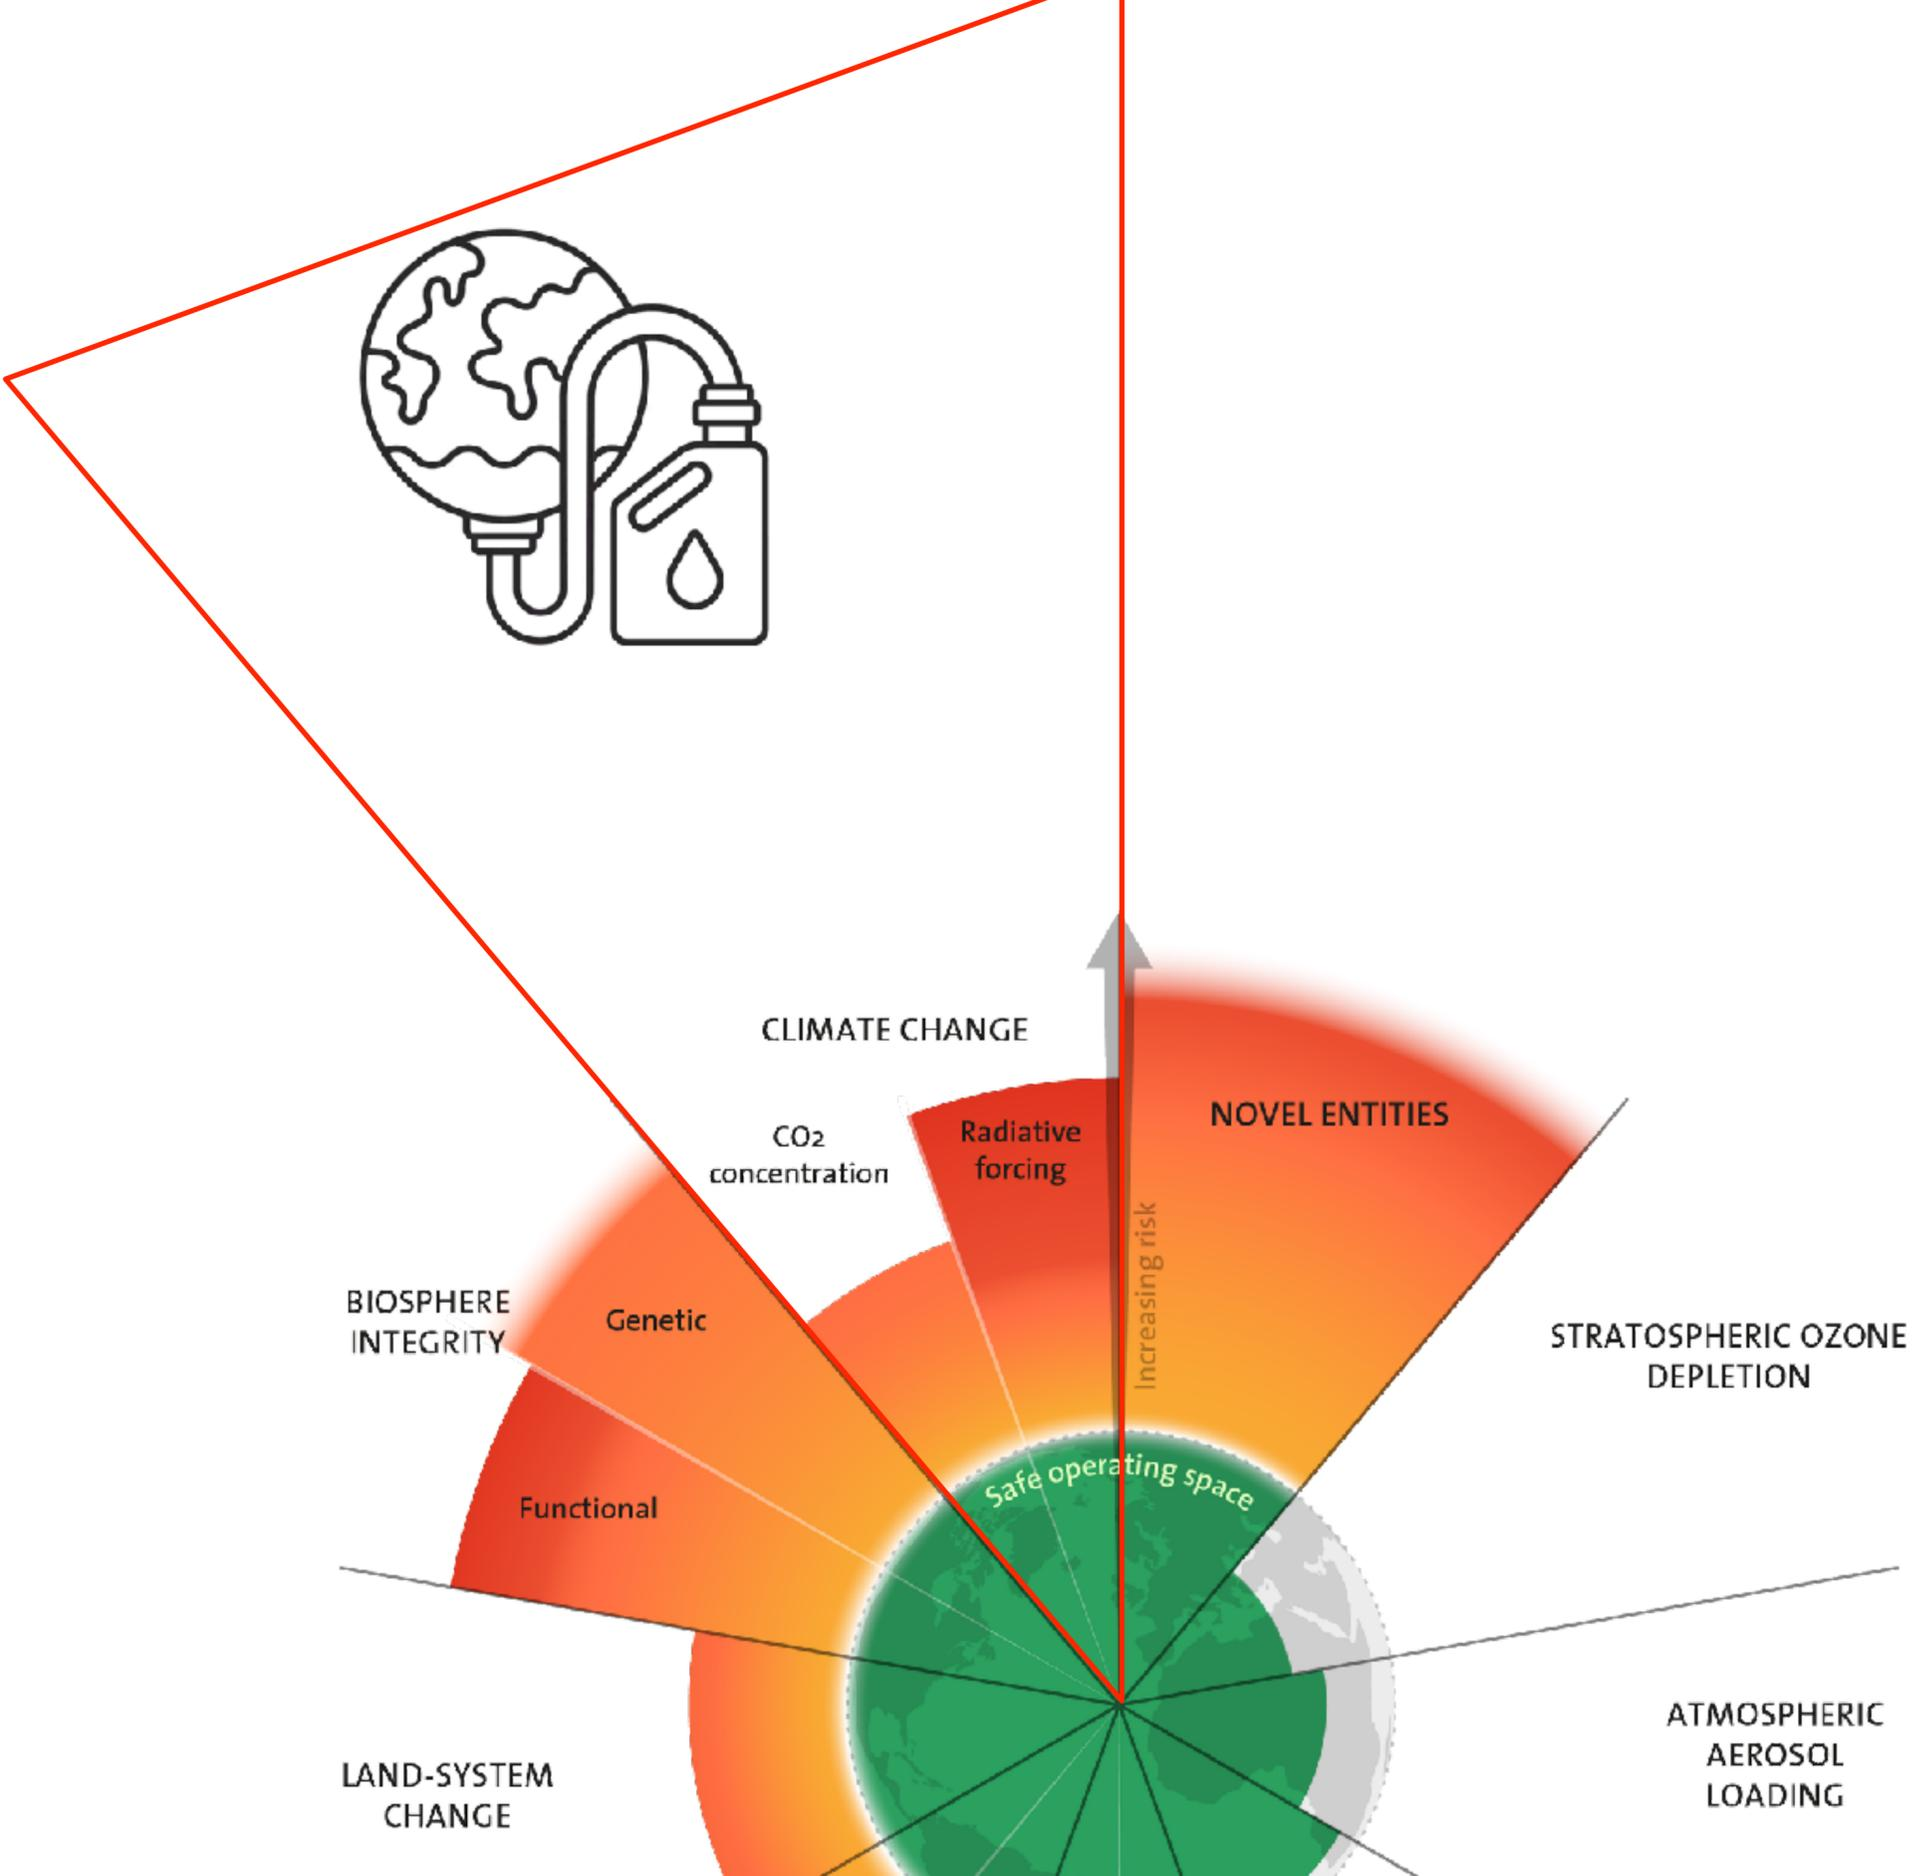 CLIMATE CHANGE
CO2
concentration
Radiative
forcing
NOVEL ENTITIES
Increasing risk
BIOSPHERE
INTEGRITY
Genetic
Functional
STRATOSPHERIC OZONE
DEPLETION
Safe operating space
ATMOSPHERIC
AEROSOL
LOADING
LAND-SYSTEM
CHANGE